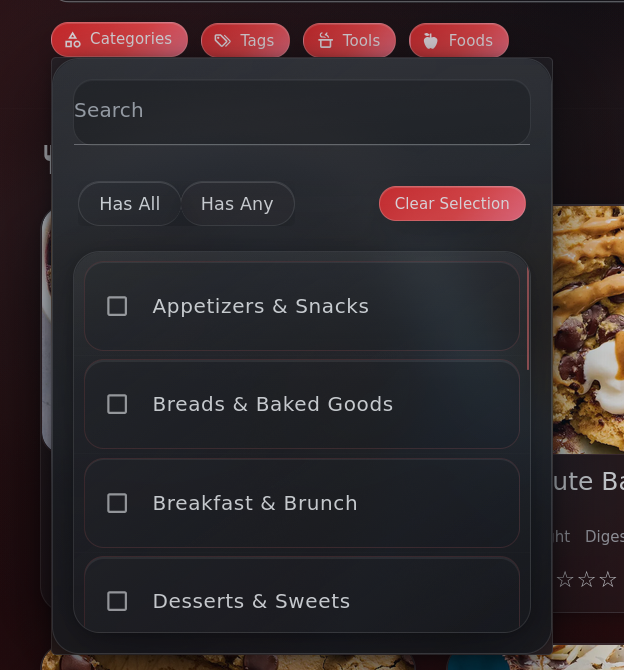 Categories
Tags
Tools
Foods
Search
Has All
Has Any
Clear Selection
Appetizers & Snacks
Breads & Baked Goods
Breakfast & Brunch
Desserts & Sweets
ute Ba
ht Diges